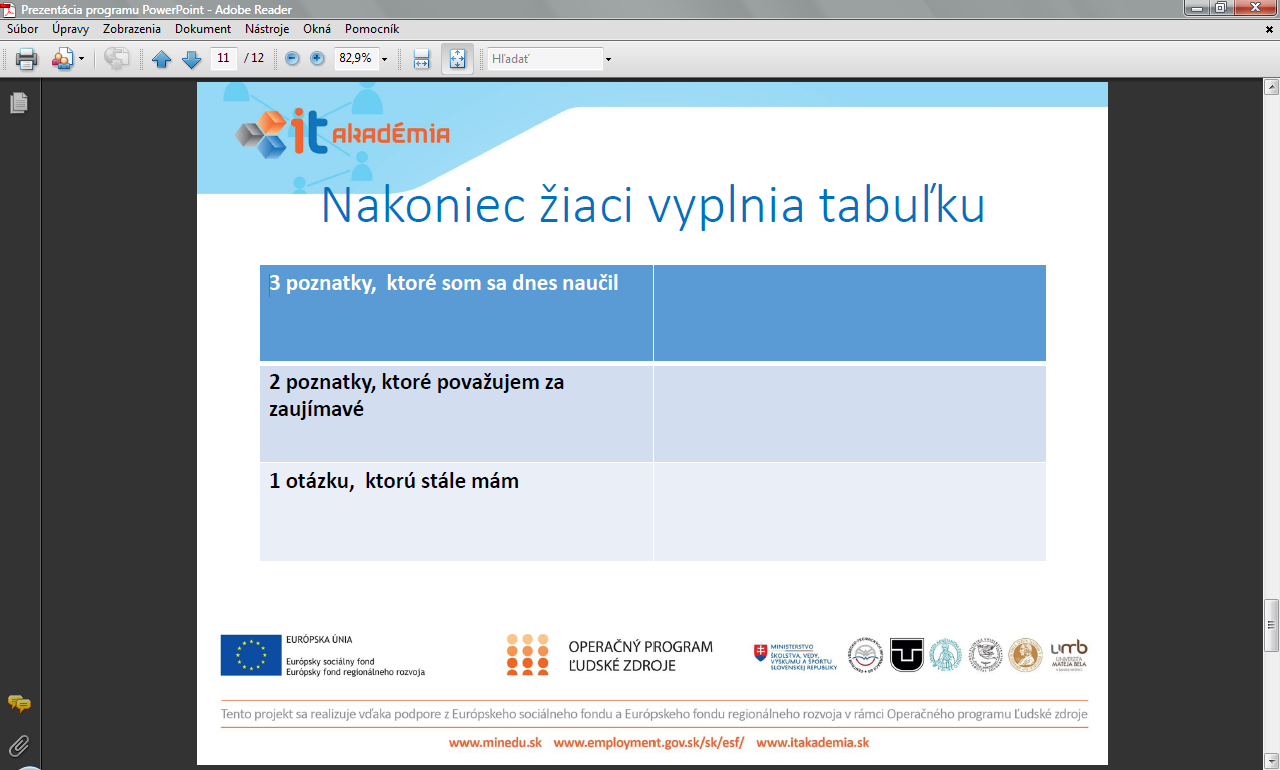 Prezentácia programu PowerPoint - Adobe Reader
Súbor Úpravy Zobrazenia Dokument Nástroje Okná Pomocník
11 / 12 82,9% Hľadať
it akadémia
Nakoniec žiaci vyplnia tabuľku
3 poznatky, ktoré som sa dnes naučil
2 poznatky, ktoré považujem za
zaujímavé
1 otázku, ktorú stále mám
EURÓPSKA ÚNIA
Európsky sociálny fond
Európsky fond regionálneho rozvoja
OPERAČNÝ PROGRAM
ĽUDSKÉ ZDROJE
MINISTERSTVO
ŠKOLSTVA, VEDY,
VÝSKUMU A ŠPORTU
SLOVENSKEJ REPUBLIKY
umb
UNIVERZITA
MATEJA BELA
Tento projekt sa realizuje vďaka podpore z Európskeho sociálneho fondu a Európskeho fondu regionálneho rozvoja v rámci Operačného programu Ľudské zdroje
www.minedu.sk www.employment.gov.sk/sk/esf/ www.itakademia.sk